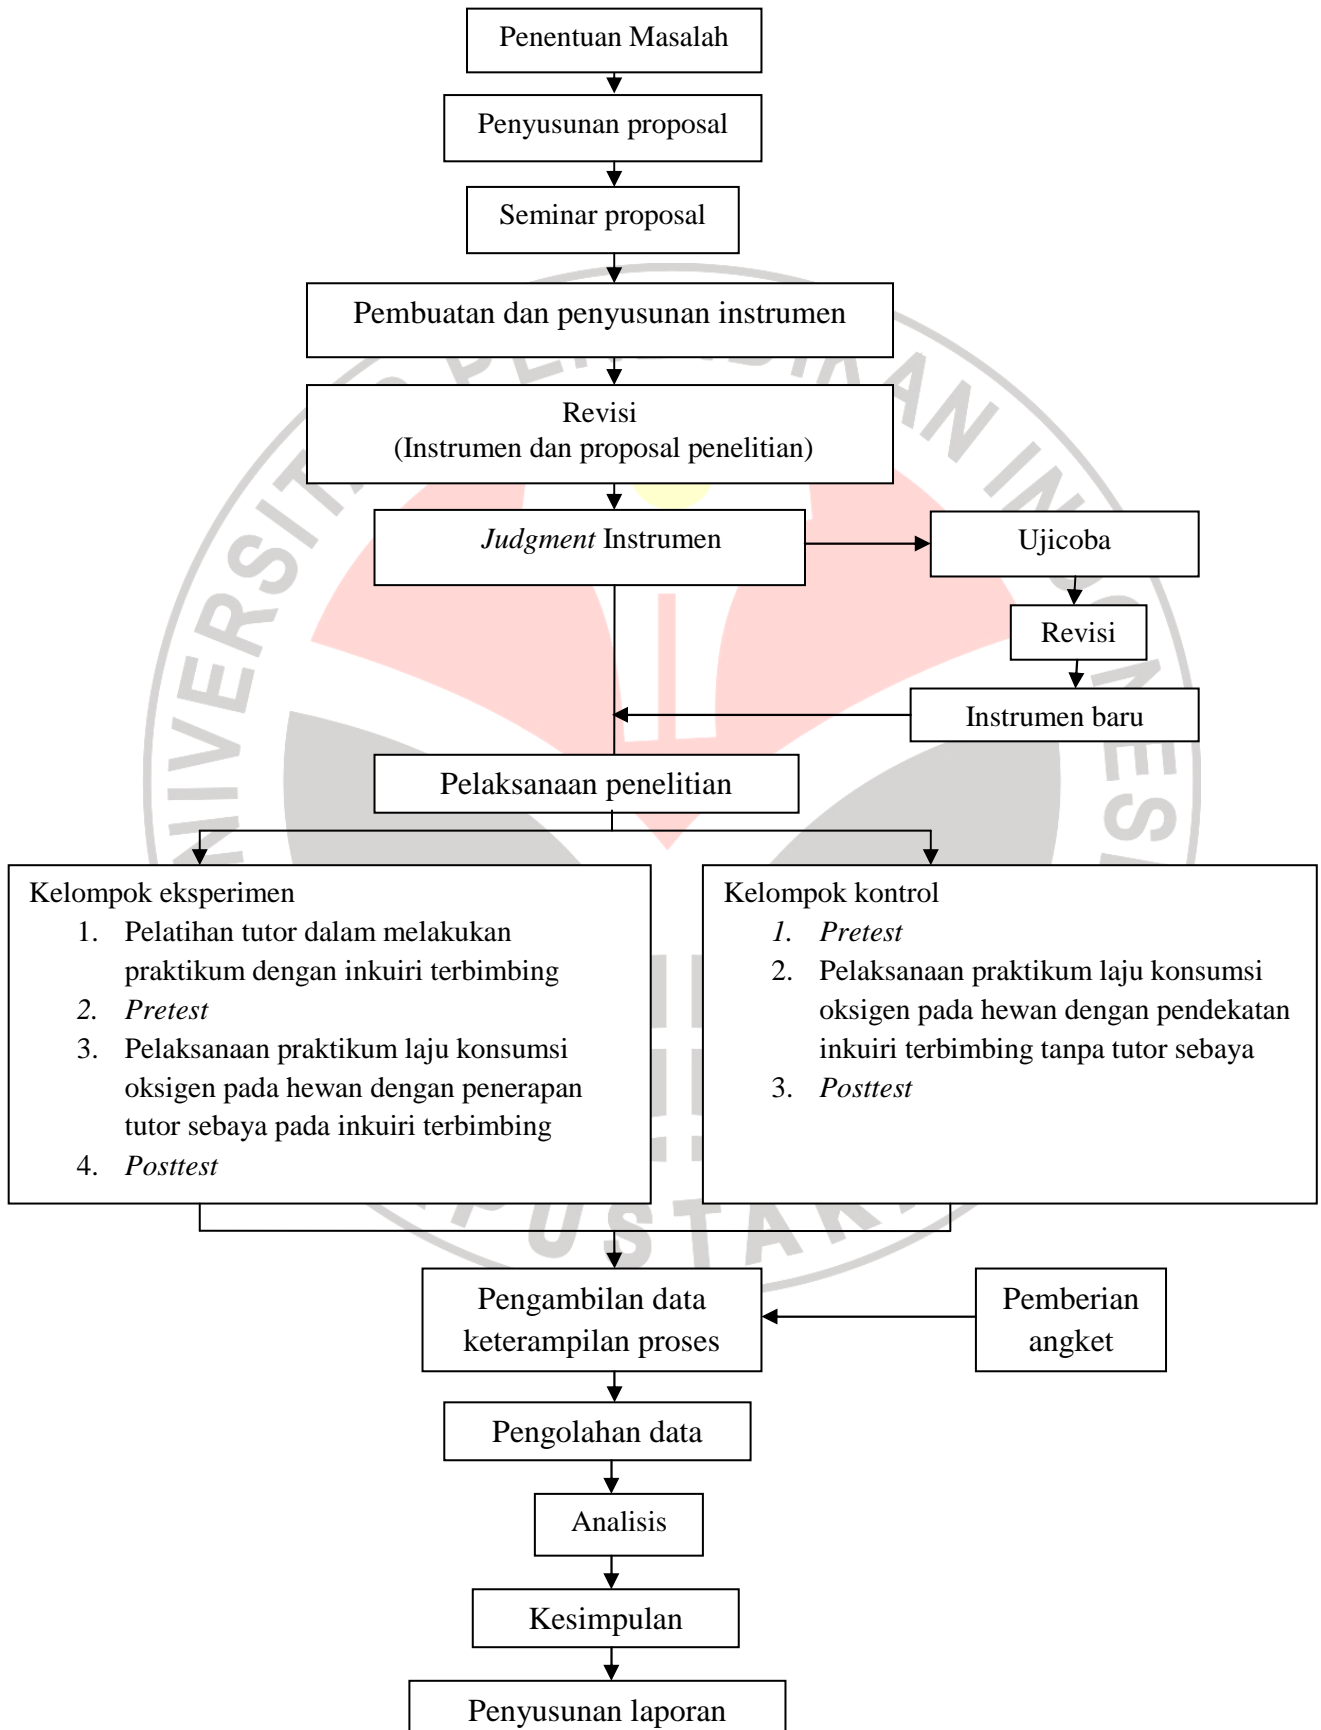 Penentuan Masalah
Penyusunan proposal
Seminar proposal
Pembuatan dan penyusunan instrumen
Revisi
(Instrumen dan proposal penelitian)
Judgment Instrumen
Ujicoba
Revisi
Instrumen baru
Pelaksanaan penelitian
Kelompok eksperimen
1. Pelatihan tutor dalam melakukan
praktikum dengan inkuiri terbimbing
2. Pretest
3. Pelaksanaan praktikum laju konsumsi
oksigen pada hewan dengan penerapan
tutor sebaya pada inkuiri terbimbing
4. Posttest
Kelompok kontrol
1. Pretest
2. Pelaksanaan praktikum laju konsumsi
oksigen pada hewan dengan pendekatan
inkuiri terbimbing tanpa tutor sebaya
3. Posttest
Pengambilan data
keterampilan proses
Pemberian
angket
Pengolahan data
Analisis
Kesimpulan
Penyusunan laporan